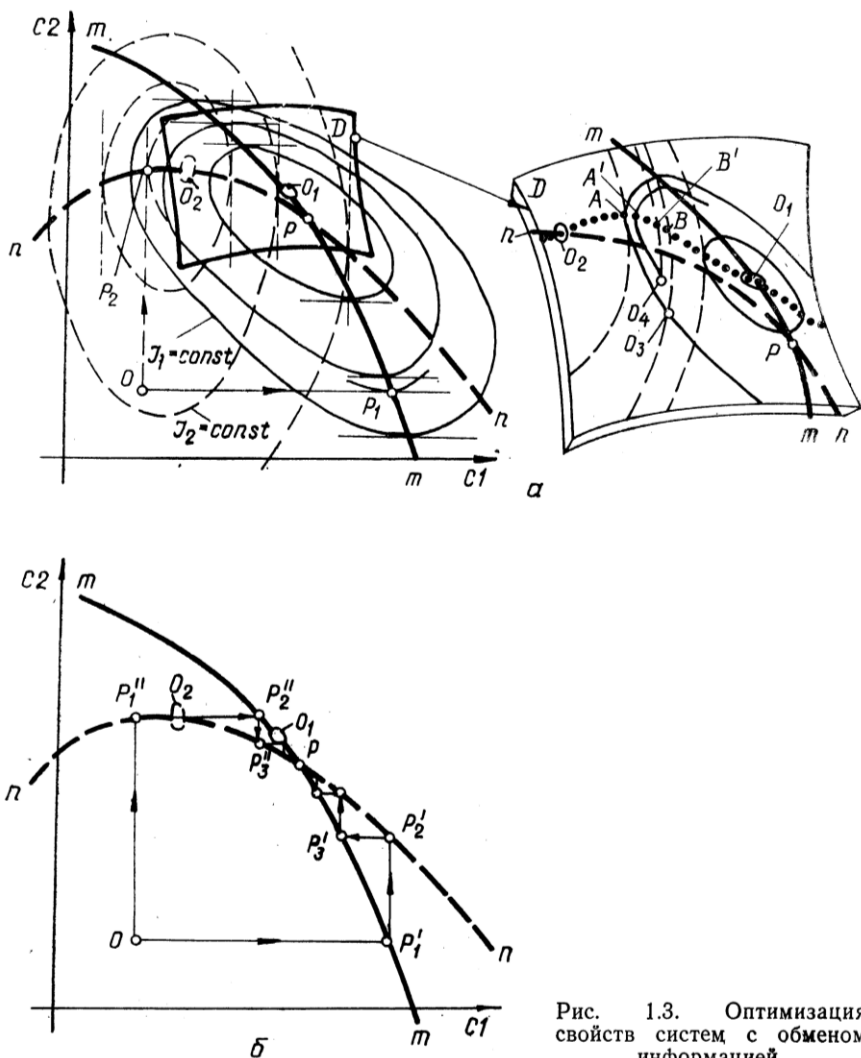 C2
m
D
O₂
O₁
P
n
P₂
J₁=const
O
P₁
J₂=const
n
m
C1
m
B'
A'
D
A
B
O₁
n
O₂
O₄
O₃
P
m
n
а
C2
m
P₁"
O₂
P₂"
O₁
P₃"
P
n
P₂'
P₃'
O
P₁'
n
m
C1
б
Рис. 1.3. Оптимизация
свойств систем с обменом
информацией